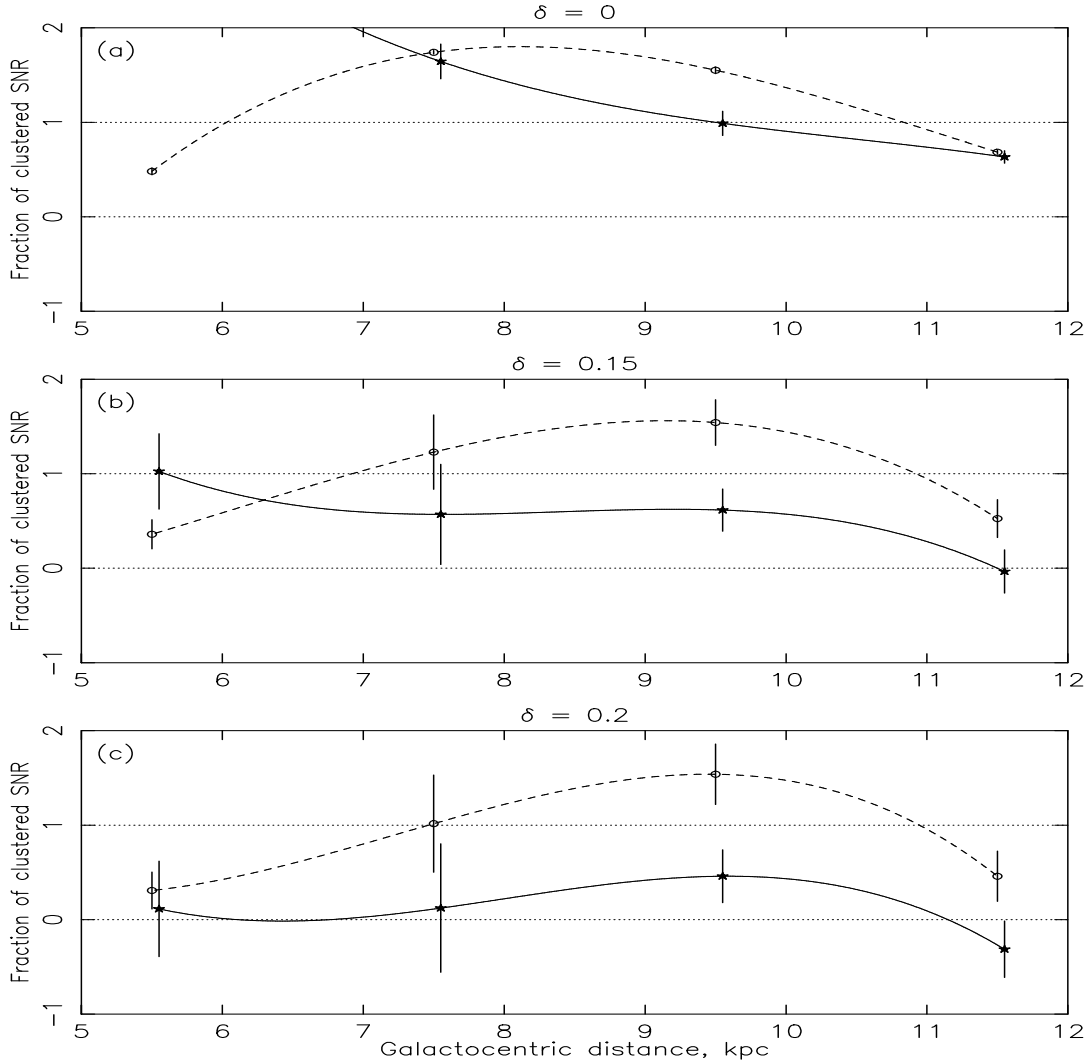 δ = 0
(a)
Fraction of clustered SNR
2
1
0
−1
5 6 7 8 9 10 11 12
δ = 0.15
(b)
Fraction of clustered SNR
2
1
0
−1
5 6 7 8 9 10 11 12
δ = 0.2
(c)
Fraction of clustered SNR
2
1
0
−1
5 6 7 8 9 10 11 12
Galactocentric distance, kpc